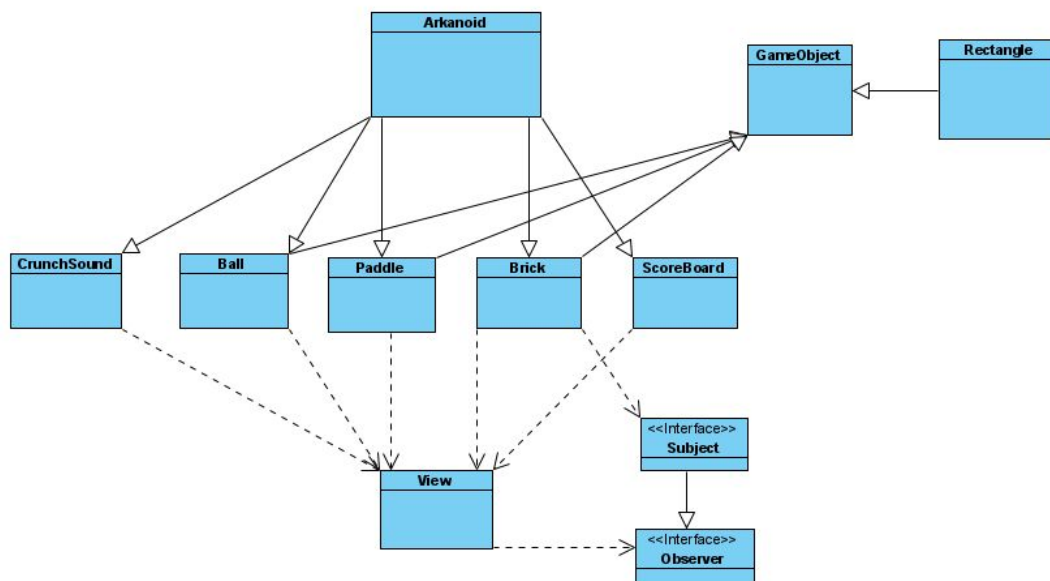 Arkanoid
GameObject
Rectangle
CrunchSound
Ball
Paddle
Brick
ScoreBoard
<<Interface>>
Subject
View
<<Interface>>
Observer